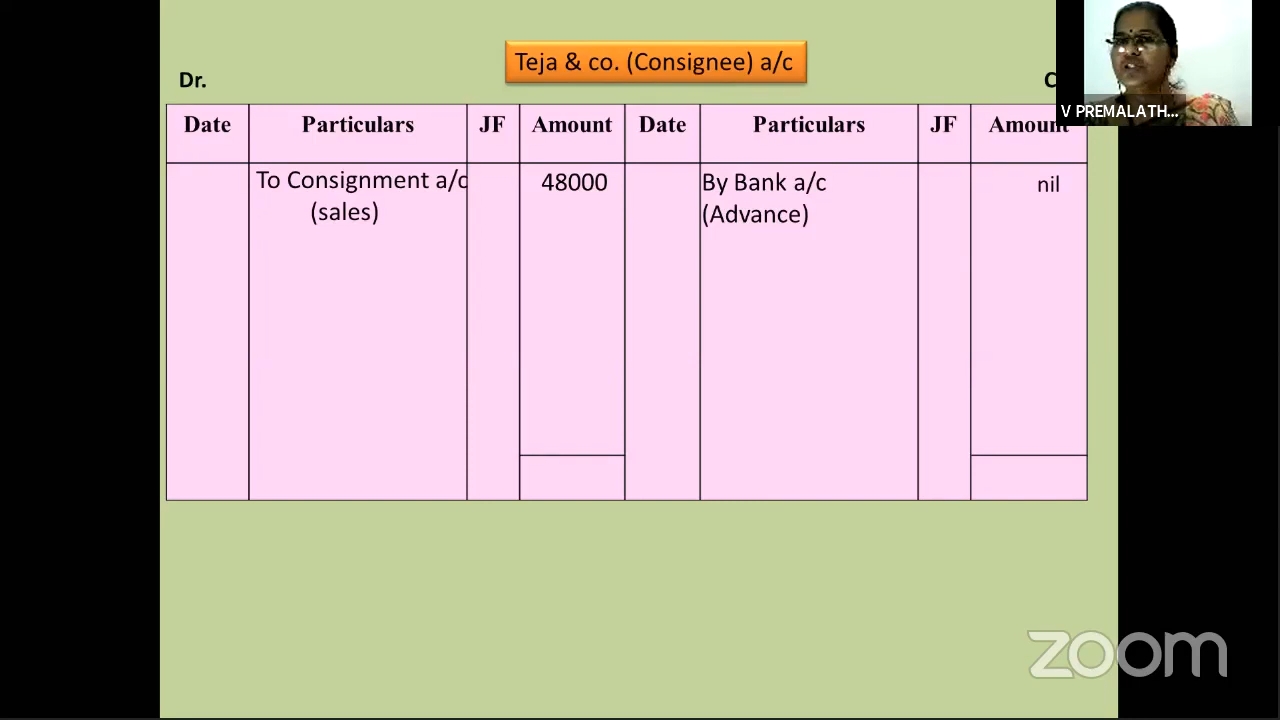 Teja & co. (Consignee) a/c
Dr.
C
V PREMALATH...
Date Particulars JF Amount Date Particulars JF Amount
To Consignment a/c 48000 By Bank a/c nil
(sales) (Advance)
zoom